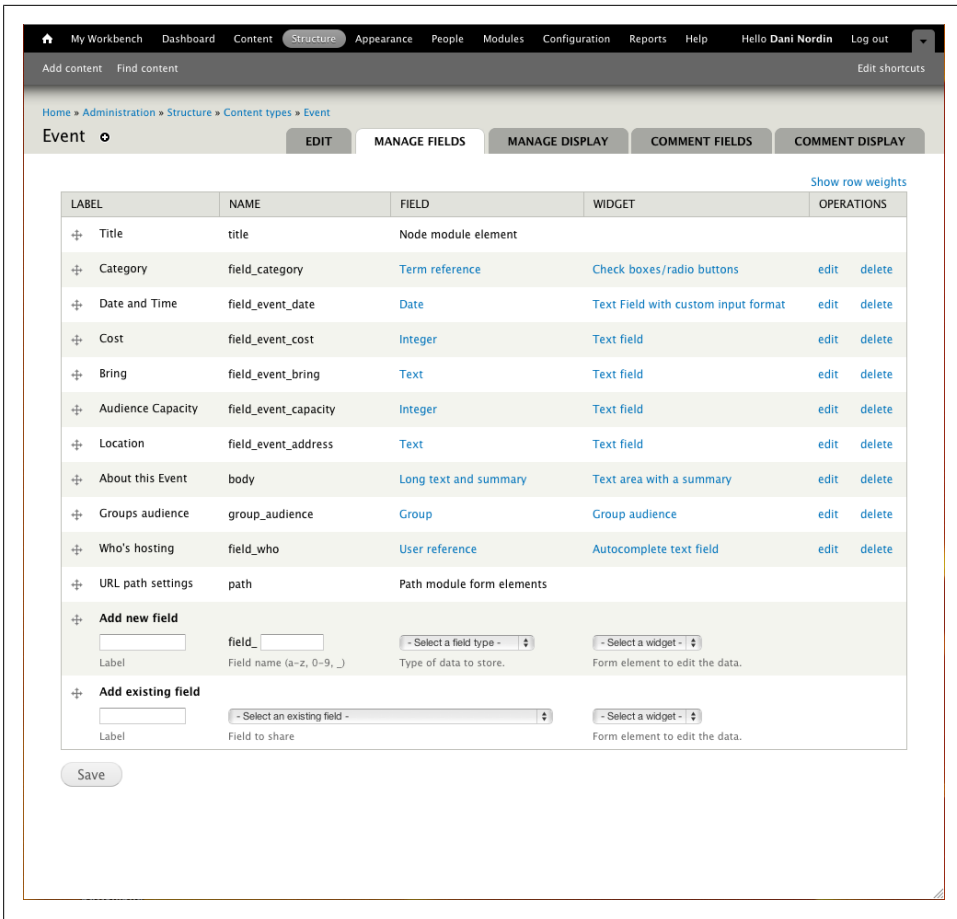 My Workbench Dashboard Content Structure Appearance People Modules Configuration Reports Help Hello Dani Nordin Log out
Add content Find content Edit shortcuts
Home » Administration » Structure » Content types » Event
Event EDIT MANAGE FIELDS MANAGE DISPLAY COMMENT FIELDS COMMENT DISPLAY
Show row weights
LABEL NAME FIELD WIDGET OPERATIONS
Title title Node module element
Category field_category Term reference Check boxes/radio buttons edit delete
Date and Time field_event_date Date Text Field with custom input format edit delete
Cost field_event_cost Integer Text field edit delete
Bring field_event_bring Text Text field edit delete
Audience Capacity field_event_capacity Integer Text field edit delete
Location field_event_address Text Text field edit delete
About this Event body Long text and summary Text area with a summary edit delete
Groups audience group_audience Group Group audience edit delete
Who's hosting field_who User reference Autocomplete text field edit delete
URL path settings path Path module form elements
Add new field
field_ - Select a field type - - Select a widget -
Label Field name (a-z, 0-9, _) Type of data to store. Form element to edit the data.
Add existing field
- Select an existing field - - Select a widget -
Label Field to share Form element to edit the data.
Save